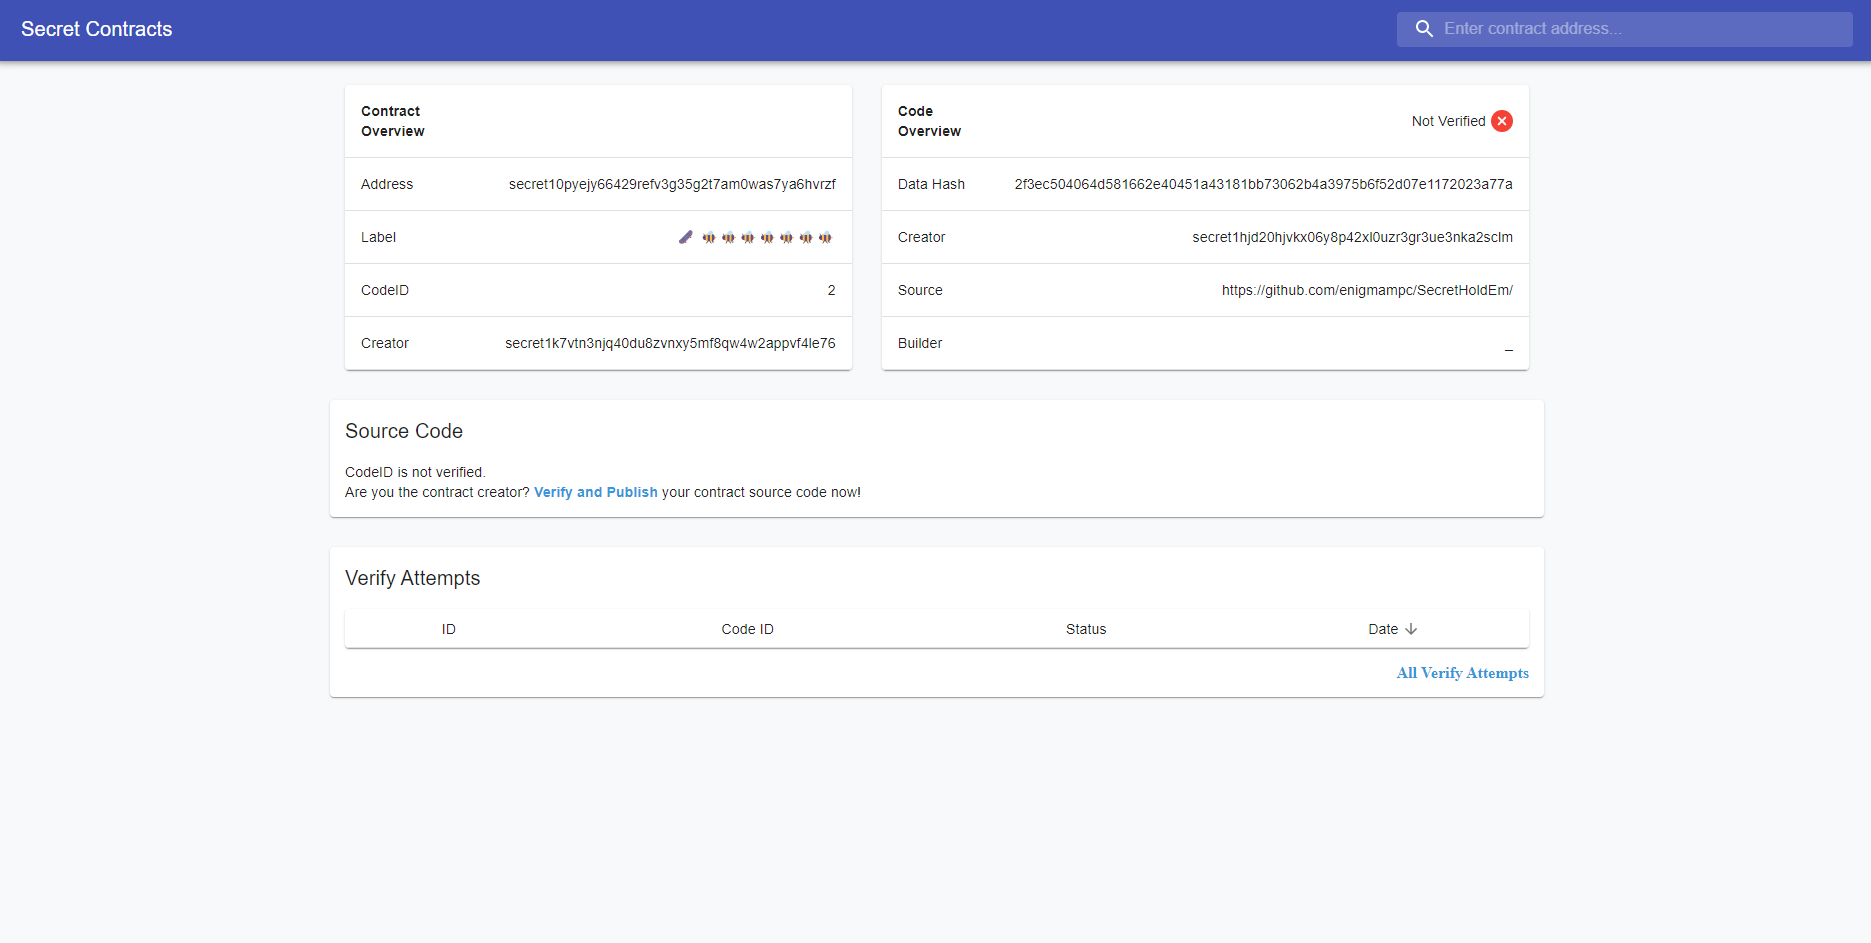 Secret Contracts
Enter contract address...
Contract
Overview
Address secret10pyejy66429refv3g35g2t7am0was7ya6hvrzf
Label 🍆 🐝 🐝 🐝 🐝 🐝 🐝 🐝
CodeID 2
Creator secret1k7vtn3njq40du8zvnxy5mf8qw4w2appvf4le76
Code
Overview
Not Verified
Data Hash 2f3ec504064d581662e40451a43181bb73062b4a3975b6f52d07e1172023a77a
Creator secret1hjd20hjvkx06y8p42xl0uzr3gr3ue3nka2sclm
Source https://github.com/enigmampc/SecretHoldEm/
Builder _
Source Code
CodeID is not verified.
Are you the contract creator? Verify and Publish your contract source code now!
Verify Attempts
ID Code ID Status Date ↓
All Verify Attempts